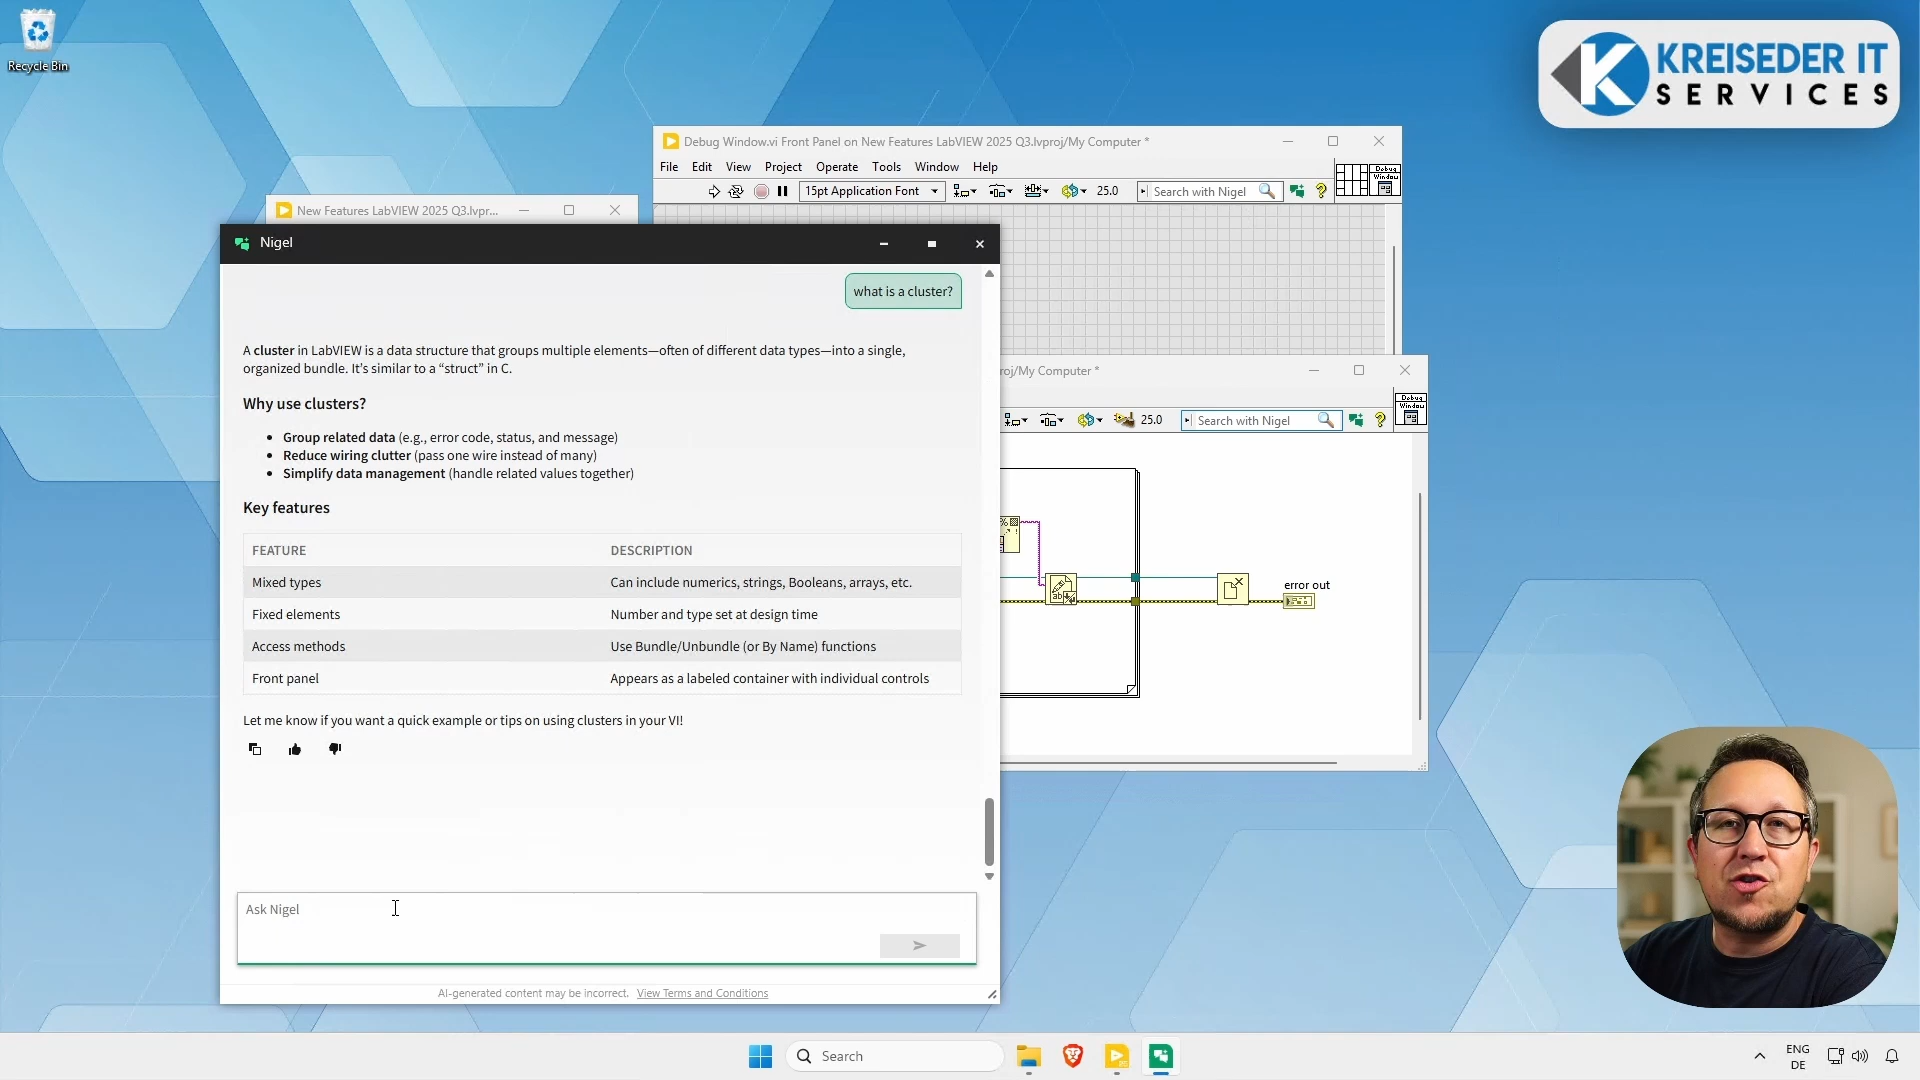 Recycle Bin
KREISEDER IT
SERVICES
Debug Window.vi Front Panel on New Features LabVIEW 2025 Q3.lvproj/My Computer *
File Edit View Project Operate Tools Window Help
15pt Application Font
25.0
Search with Nigel
Debug
Window
New Features LabVIEW 2025 Q3.lvpr...
Nigel
what is a cluster?
A cluster in LabVIEW is a data structure that groups multiple elements—often of different data types—into a single,
organized bundle. It's similar to a “struct” in C.
Why use clusters?
• Group related data (e.g., error code, status, and message)
• Reduce wiring clutter (pass one wire instead of many)
• Simplify data management (handle related values together)
Key features
FEATURE DESCRIPTION
Mixed types Can include numerics, strings, Booleans, arrays, etc.
Fixed elements Number and type set at design time
Access methods Use Bundle/Unbundle (or By Name) functions
Front panel Appears as a labeled container with individual controls
Let me know if you want a quick example or tips on using clusters in your VI!
Ask Nigel
AI-generated content may be incorrect. View Terms and Conditions
roj/My Computer *
25.0
Search with Nigel
Debug
Window
error out
Search
ENG
DE